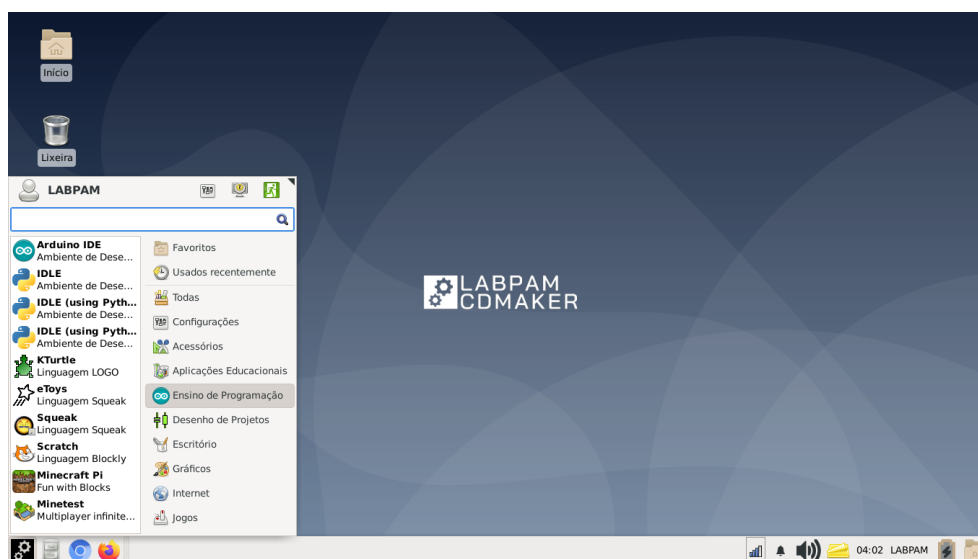 Início
Lixeira
LABPAM
Arduino IDE
Ambiente de Dese...
IDLE
Ambiente de Dese...
IDLE (using Pyth...
Ambiente de Dese...
IDLE (using Pyth...
Ambiente de Dese...
KTurtle
Linguagem LOGO
eToys
Linguagem Squeak
Squeak
Linguagem Squeak
Scratch
Linguagem Blockly
Minecraft Pi
Fun with Blocks
Minetest
Multiplayer infinite...
Favoritos
Usados recentemente
Todas
Configurações
Acessórios
Aplicações Educacionais
Ensino de Programação
Desenho de Projetos
Escritório
Gráficos
Internet
Jogos
LABPAM
CDMAKER
04:02 LABPAM